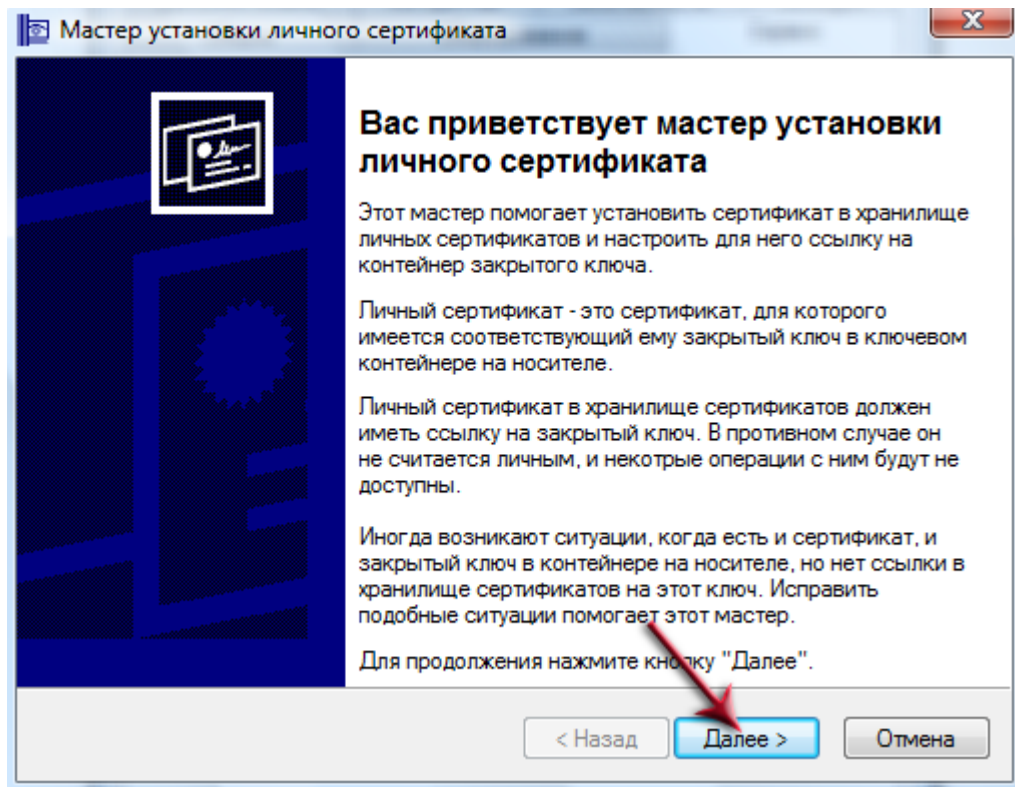 Мастер установки личного сертификата
Вас приветствует мастер установки
личного сертификата
Этот мастер помогает установить сертификат в хранилище
личных сертификатов и настроить для него ссылку на
контейнер закрытого ключа.
Личный сертификат - это сертификат, для которого
имеется соответствующий ему закрытый ключ в ключевом
контейнере на носителе.
Личный сертификат в хранилище сертификатов должен
иметь ссылку на закрытый ключ. В противном случае он
не считается личным, и некотрые операции с ним будут не
доступны.
Иногда возникают ситуации, когда есть и сертификат, и
закрытый ключ в контейнере на носителе, но нет ссылки в
хранилище сертификатов на этот ключ. Исправить
подобные ситуации помогает этот мастер.
Для продолжения нажмите кнопку "Далее".
< Назад
Далее >
Отмена